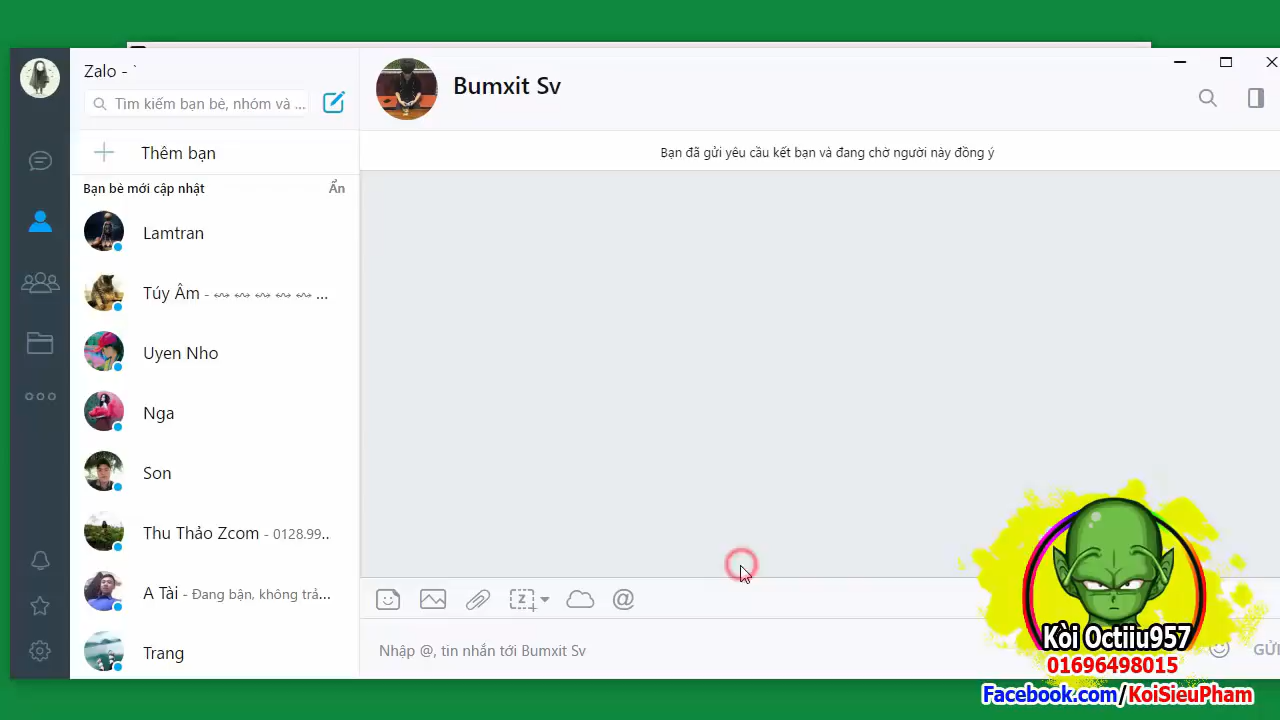 Zalo - `
Tìm kiếm bạn bè, nhóm và ...
Thêm bạn
Bạn bè mới cập nhật
Ẩn
Lamtran
Túy Âm - ⇜⇝ ⇜⇝ ⇜⇝ ⇜⇝ ⇜⇝ ...
Uyen Nho
Nga
Son
Thu Thảo Zcom - 0128.99...
A Tài - Đang bận, không trả...
Trang
Bumxit Sv
Bạn đã gửi yêu cầu kết bạn và đang chờ người này đồng ý
Nhập @, tin nhắn tới Bumxit Sv
GỬI
Kòi Octiiu957
01696498015
Facebook.com/KoiSieuPham